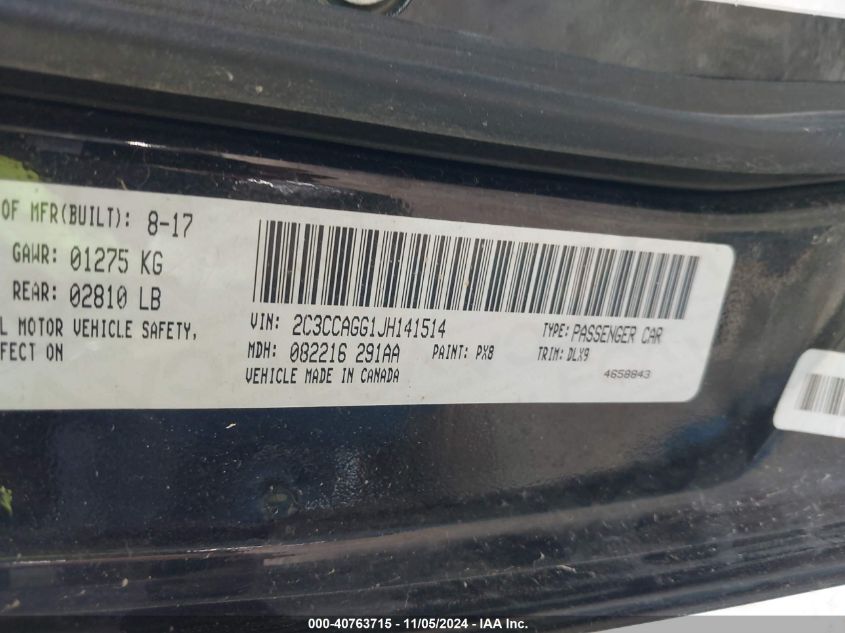 OF MFR(BUILT): 8-17
GAWR: 01275 KG
REAR: 02810 LB
L MOTOR VEHICLE SAFETY,
FFECT ON
VIN: 2C3CCAGG1JH141514
TYPE: PASSENGER CAR
MDH: 082216 291AA
PAINT: PX8
TRIM: DLX9
VEHICLE MADE IN CANADA
4658843
000-40763715 - 11/05/2024 - IAA Inc.